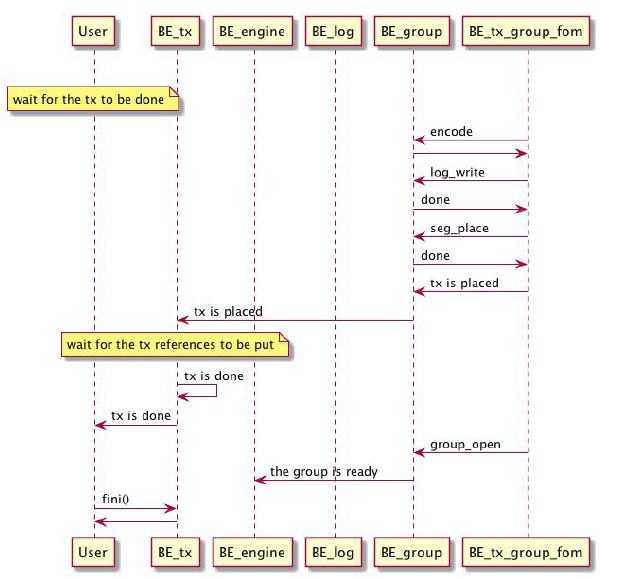 User
BE_tx
BE_engine
BE_log
BE_group
BE_tx_group_fom
wait for the tx to be done
encode
log_write
done
seg_place
done
tx is placed
tx is placed
wait for the tx references to be put
tx is done
tx is done
group_open
the group is ready
fini()
User
BE_tx
BE_engine
BE_log
BE_group
BE_tx_group_fom